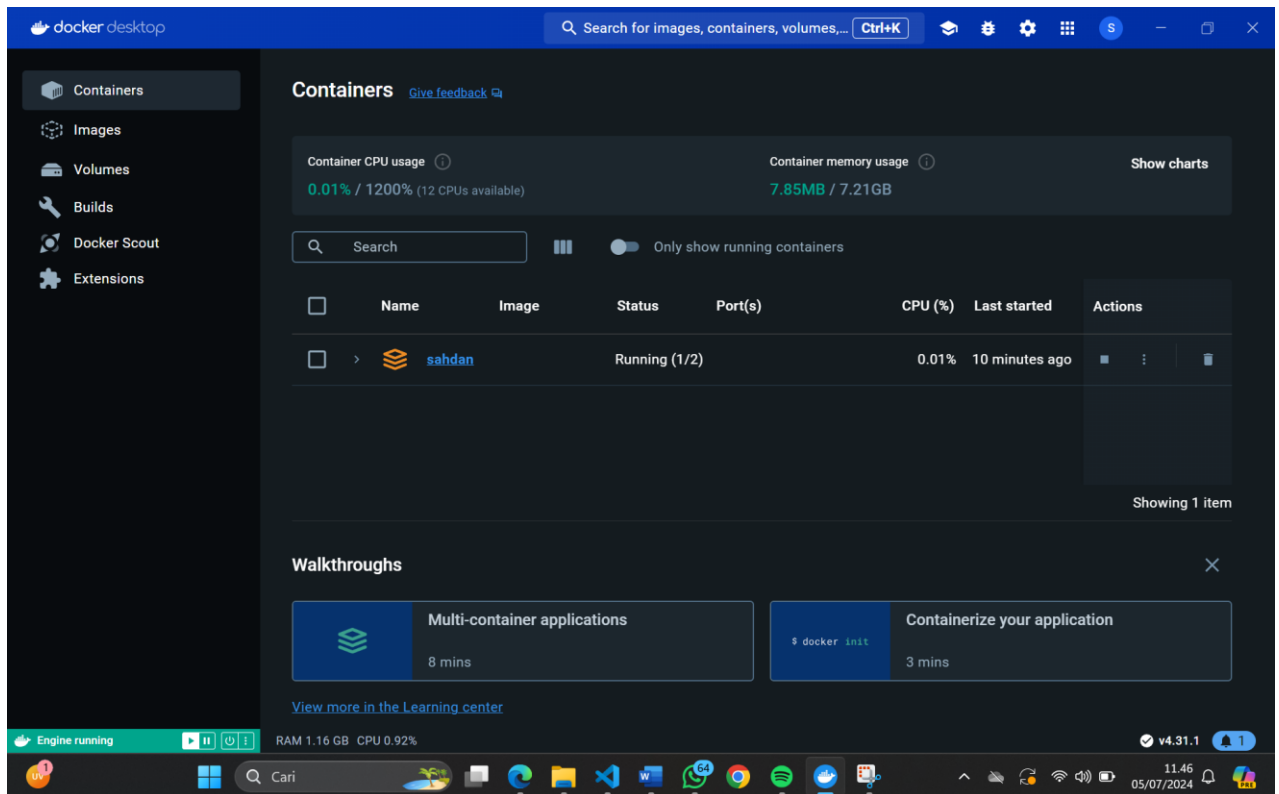 docker desktop
Search for images, containers, volumes,... Ctrl+K
S
Containers
Images
Volumes
Builds
Docker Scout
Extensions
Containers Give feedback
Container CPU usage
0.01% / 1200% (12 CPUs available)
Container memory usage
7.85MB / 7.21GB
Show charts
Search
Only show running containers
Name Image Status Port(s) CPU (%) Last started Actions
sahdan Running (1/2) 0.01% 10 minutes ago
Showing 1 item
Walkthroughs
Multi-container applications
8 mins
$ docker init
Containerize your application
3 mins
View more in the Learning center
Engine running
RAM 1.16 GB CPU 0.92%
v4.31.1
1
UV
1
Cari
64
11.46
05/07/2024
PRE